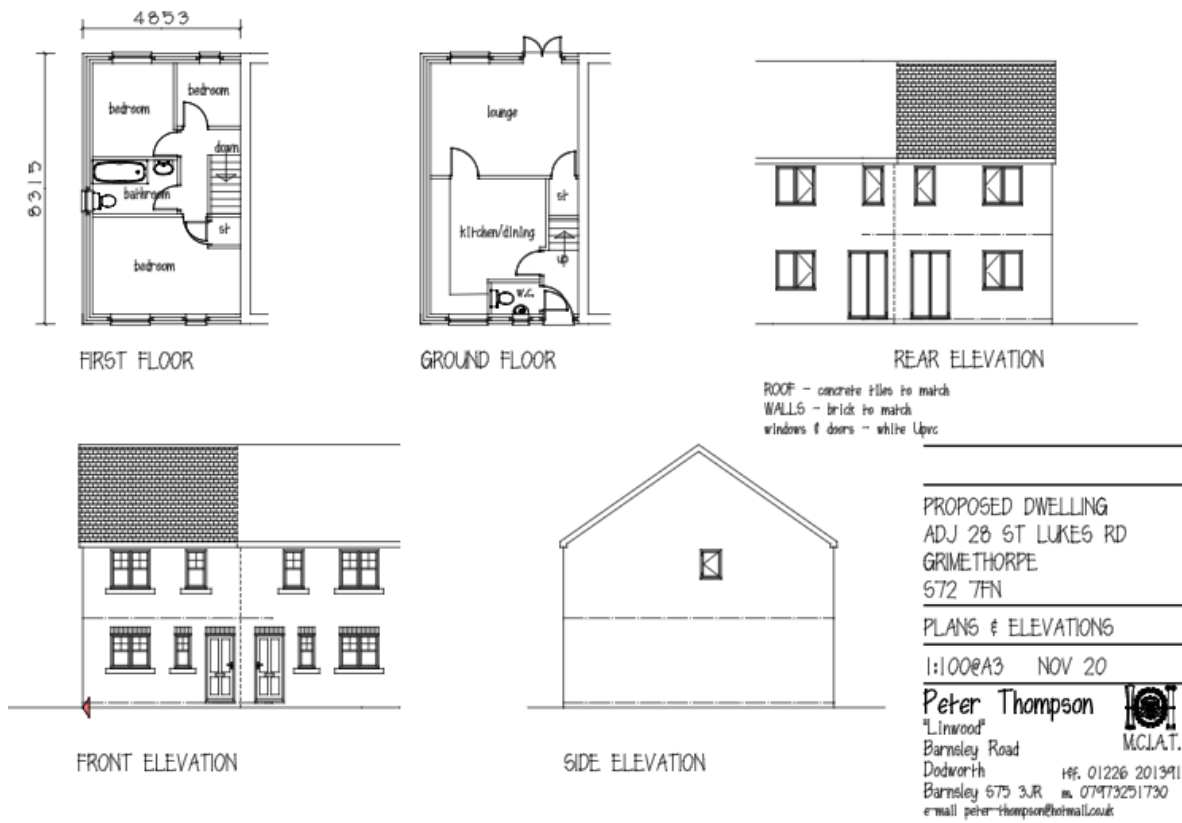 4853
8315
bedroom
bedroom
down
bathroom
st
bedroom
FIRST FLOOR
lounge
st
kitchen/dining
up
W.C.
GROUND FLOOR
REAR ELEVATION
ROOF - concrete tiles to match
WALLS - brick to match
windows & doors - white Upvc
FRONT ELEVATION
SIDE ELEVATION
PROPOSED DWELLING
ADJ 28 ST LUKES RD
GRIMETHORPE
S72 7FN
PLANS & ELEVATIONS
1:100@A3 NOV 20
Peter Thompson
"Linwood"
Barnsley Road
Dodworth
Barnsley S75 3JR
M.C.I.A.T.
01226 201391
m. 07973251730
e-mail peter-thompson@hotmail.co.uk